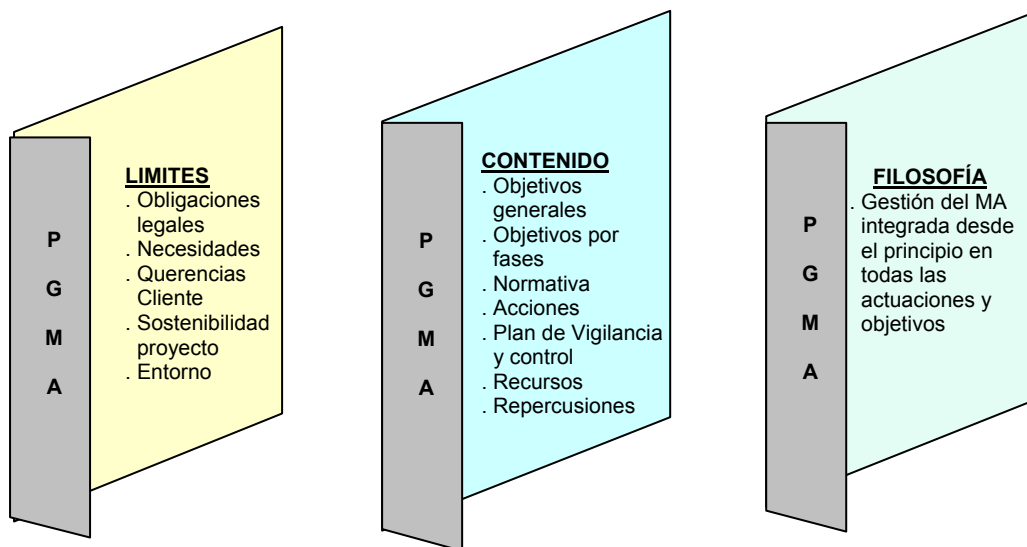 P
G
M
A
LIMITES
. Obligaciones
legales
. Necesidades
. Querencias
Cliente
. Sostenibilidad
proyecto
. Entorno
P
G
M
A
CONTENIDO
. Objetivos
generales
. Objetivos por
fases
. Normativa
. Acciones
. Plan de Vigilancia
y control
. Recursos
. Repercusiones
P
G
M
A
FILOSOFÍA
. Gestión del MA
integrada desde
el principio en
todas las
actuaciones y
objetivos